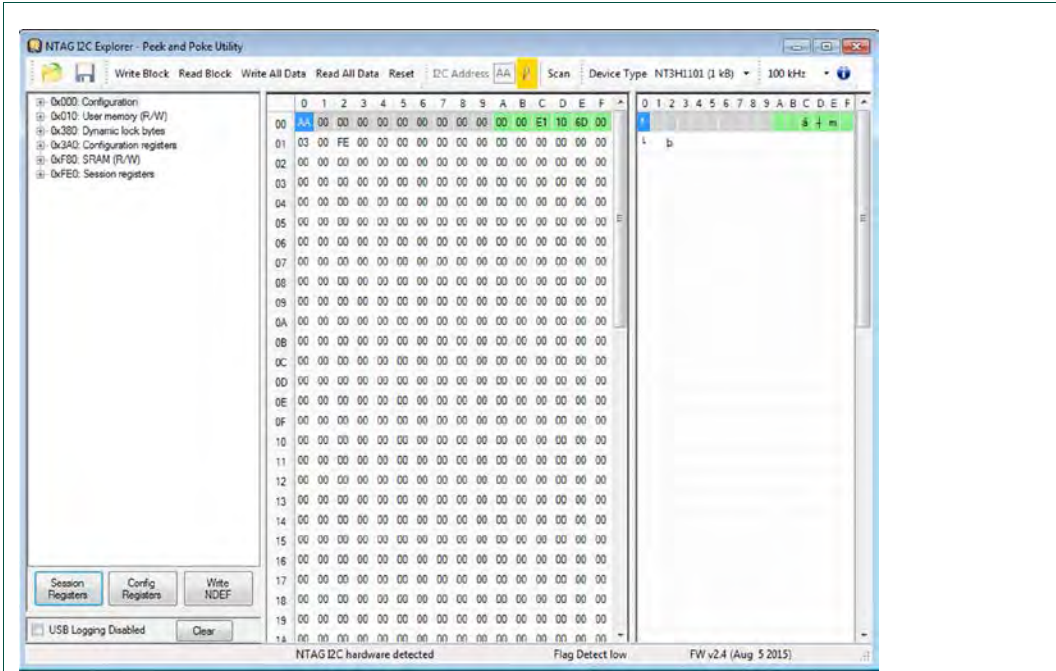 NTAG I2C Explorer - Peek and Poke Utility
Write Block Read Block Write All Data Read All Data Reset I2C Address AA Scan Device Type NT3H1101 (1 kB) 100 kHz
0x000: Configuration
0x010: User memory (R/W)
0x380: Dynamic lock bytes
0x3A0: Configuration registers
0xF80: SRAM (R/W)
0xFE0: Session registers
0 1 2 3 4 5 6 7 8 9 A B C D E F
00 AA 00 00 00 00 00 00 00 00 00 00 00 E1 10 6D 00
01 03 00 FE 00 00 00 00 00 00 00 00 00 00 00 00 00
02 00 00 00 00 00 00 00 00 00 00 00 00 00 00 00 00
03 00 00 00 00 00 00 00 00 00 00 00 00 00 00 00 00
04 00 00 00 00 00 00 00 00 00 00 00 00 00 00 00 00
05 00 00 00 00 00 00 00 00 00 00 00 00 00 00 00 00
06 00 00 00 00 00 00 00 00 00 00 00 00 00 00 00 00
07 00 00 00 00 00 00 00 00 00 00 00 00 00 00 00 00
08 00 00 00 00 00 00 00 00 00 00 00 00 00 00 00 00
09 00 00 00 00 00 00 00 00 00 00 00 00 00 00 00 00
0A 00 00 00 00 00 00 00 00 00 00 00 00 00 00 00 00
0B 00 00 00 00 00 00 00 00 00 00 00 00 00 00 00 00
0C 00 00 00 00 00 00 00 00 00 00 00 00 00 00 00 00
0D 00 00 00 00 00 00 00 00 00 00 00 00 00 00 00 00
0E 00 00 00 00 00 00 00 00 00 00 00 00 00 00 00 00
0F 00 00 00 00 00 00 00 00 00 00 00 00 00 00 00 00
10 00 00 00 00 00 00 00 00 00 00 00 00 00 00 00 00
11 00 00 00 00 00 00 00 00 00 00 00 00 00 00 00 00
12 00 00 00 00 00 00 00 00 00 00 00 00 00 00 00 00
13 00 00 00 00 00 00 00 00 00 00 00 00 00 00 00 00
14 00 00 00 00 00 00 00 00 00 00 00 00 00 00 00 00
15 00 00 00 00 00 00 00 00 00 00 00 00 00 00 00 00
16 00 00 00 00 00 00 00 00 00 00 00 00 00 00 00 00
17 00 00 00 00 00 00 00 00 00 00 00 00 00 00 00 00
18 00 00 00 00 00 00 00 00 00 00 00 00 00 00 00 00
19 00 00 00 00 00 00 00 00 00 00 00 00 00 00 00 00
1A 00 00 00 00 00 00 00 00 00 00 00 00 00 00 00 00
0 1 2 3 4 5 6 7 8 9 A B C D E F
á m
þ
Session Registers
Config Registers
Write NDEF
USB Logging Disabled
Clear
NTAG I2C hardware detected Flag Detect low FW v2.4 (Aug 5 2015)